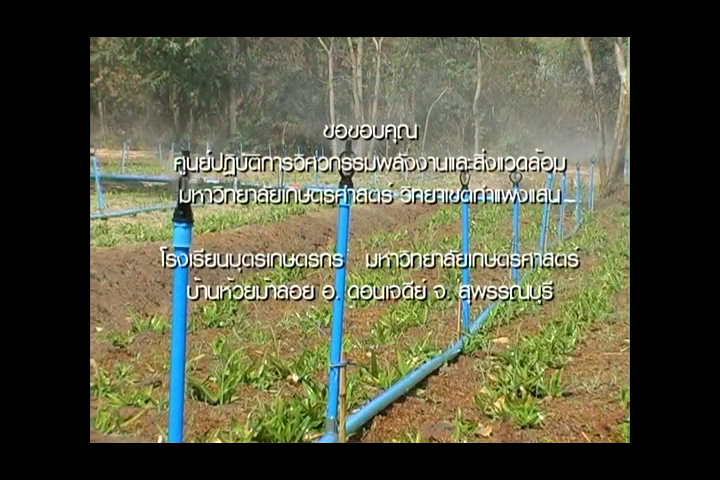 ขอขอบคุณ
ศูนย์ปฏิบัติการวิศวกรรมพลังงานและสิ่งแวดล้อม
มหาวิทยาลัยเกษตรศาสตร์ วิทยาเขตกำแพงแสน
โรงเรียนบุตรเกษตรกร มหาวิทยาลัยเกษตรศาสตร์
บ้านห้วยม้าลอย อ. ดอนเจดีย์ จ. สุพรรณบุรี